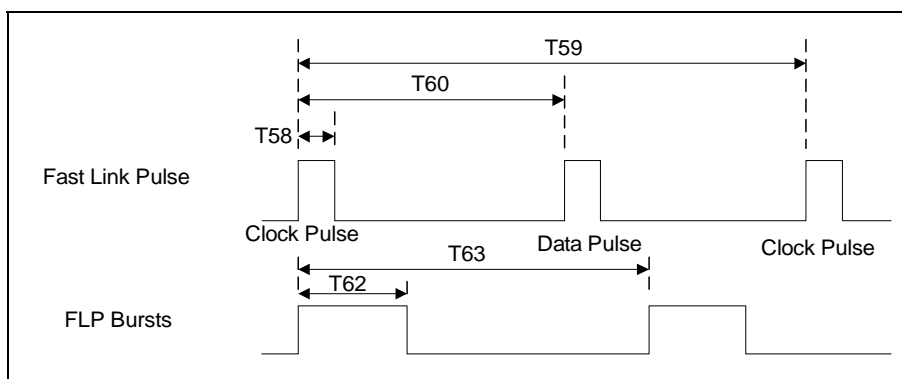 T59
T60
T58
Fast Link Pulse
Clock Pulse
Data Pulse
Clock Pulse
T63
T62
FLP Bursts